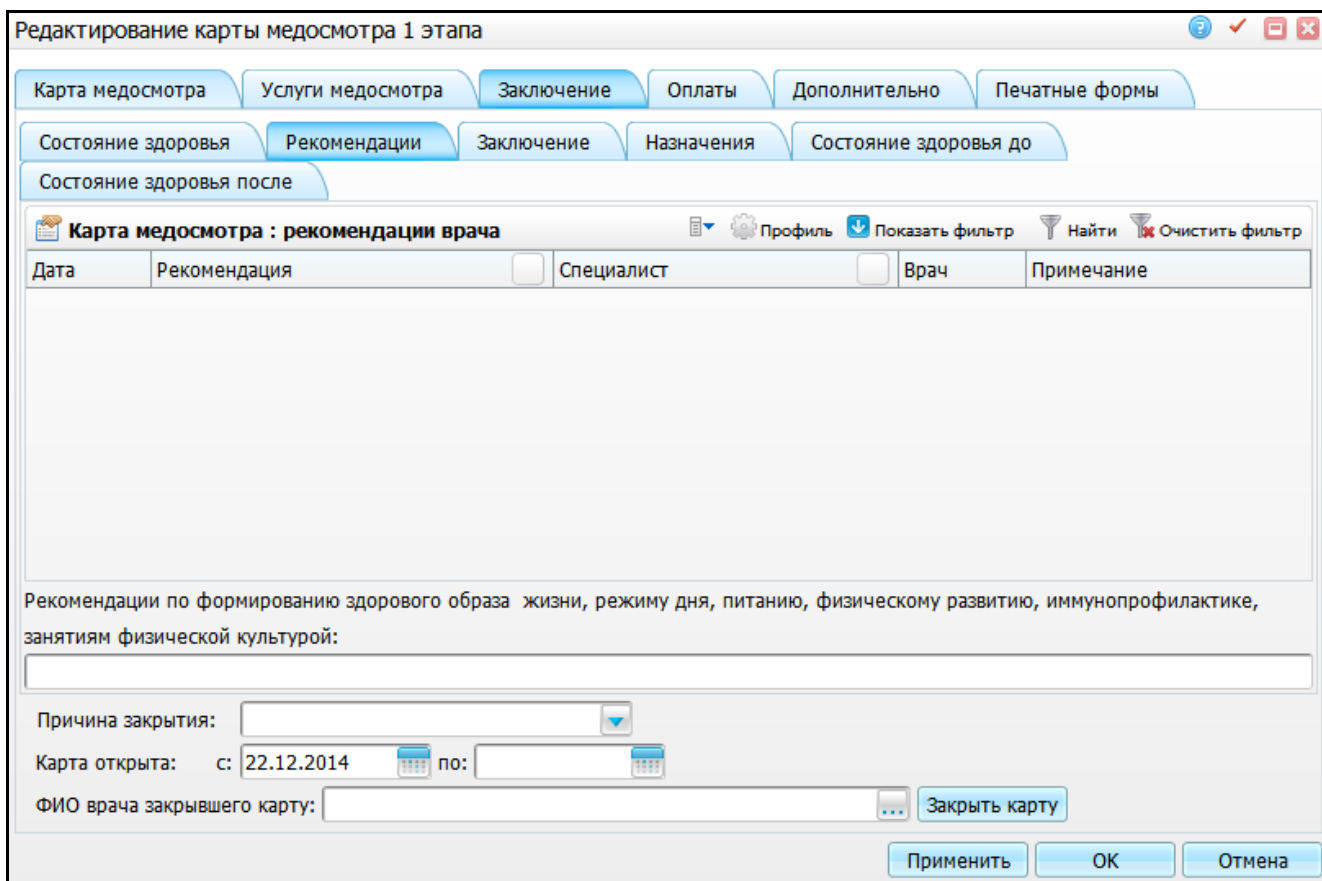 Редактирование карты медосмотра 1 этапа
Карта медосмотра Услуги медосмотра Заключение Оплаты Дополнительно Печатные формы
Состояние здоровья Рекомендации Заключение Назначения Состояние здоровья до
Состояние здоровья после
Карта медосмотра : рекомендации врача Профиль Показать фильтр Найти Очистить фильтр
Дата Рекомендация Специалист Врач Примечание
Рекомендации по формированию здорового образа жизни, режиму дня, питанию, физическому развитию, иммунопрофилактике,
занятиям физической культурой:
Причина закрытия:
Карта открыта: с: 22.12.2014 по:
ФИО врача закрывшего карту: ... Закрыть карту
Применить ОК Отмена